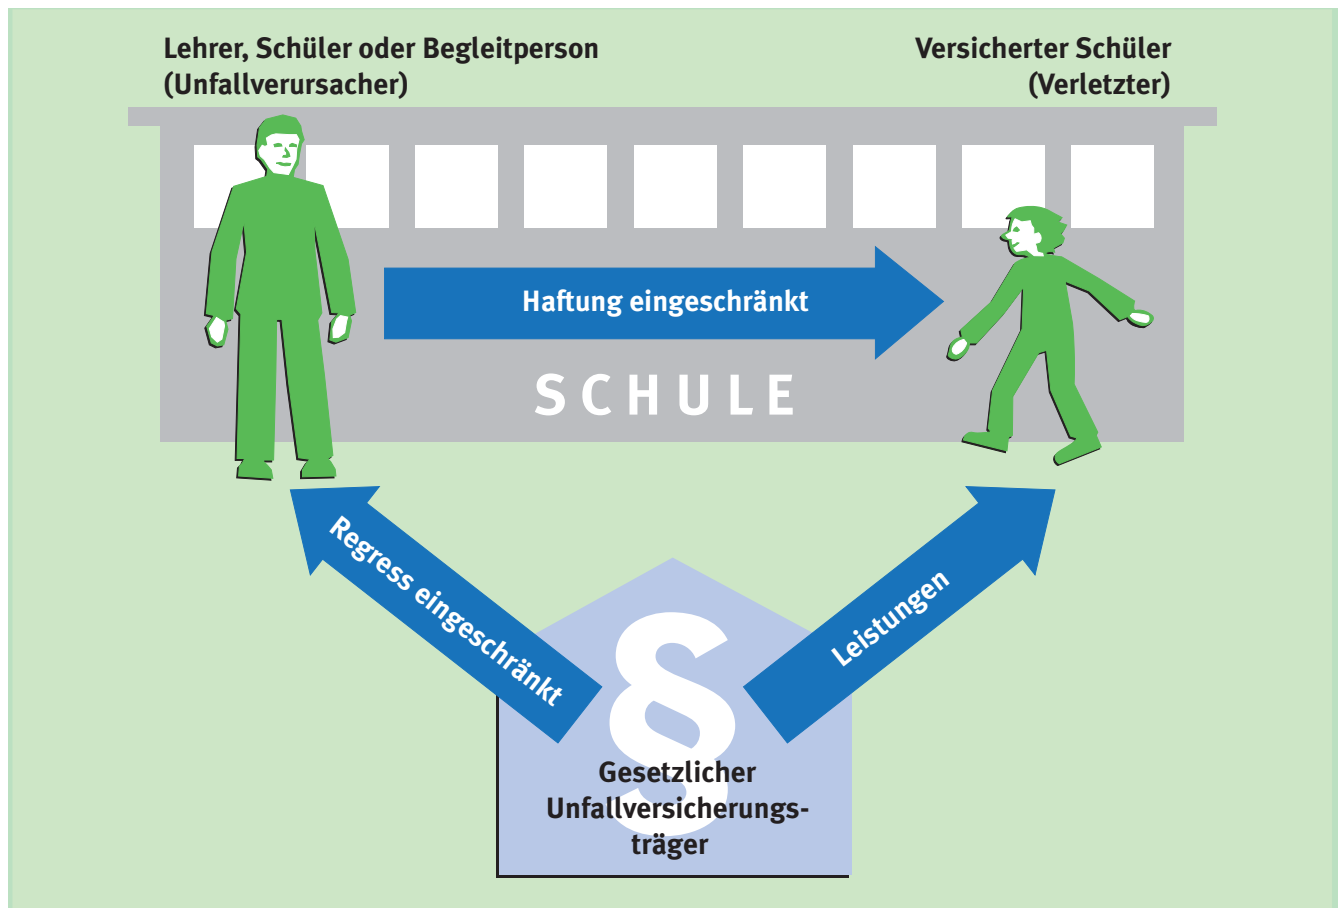 Lehrer, Schüler oder Begleitperson
(Unfallverursacher)
Versicherter Schüler
(Verletzter)
Haftung eingeschränkt
SCHULE
Regress eingeschränkt
Leistungen
§
Gesetzlicher
Unfallversicherungs-
träger